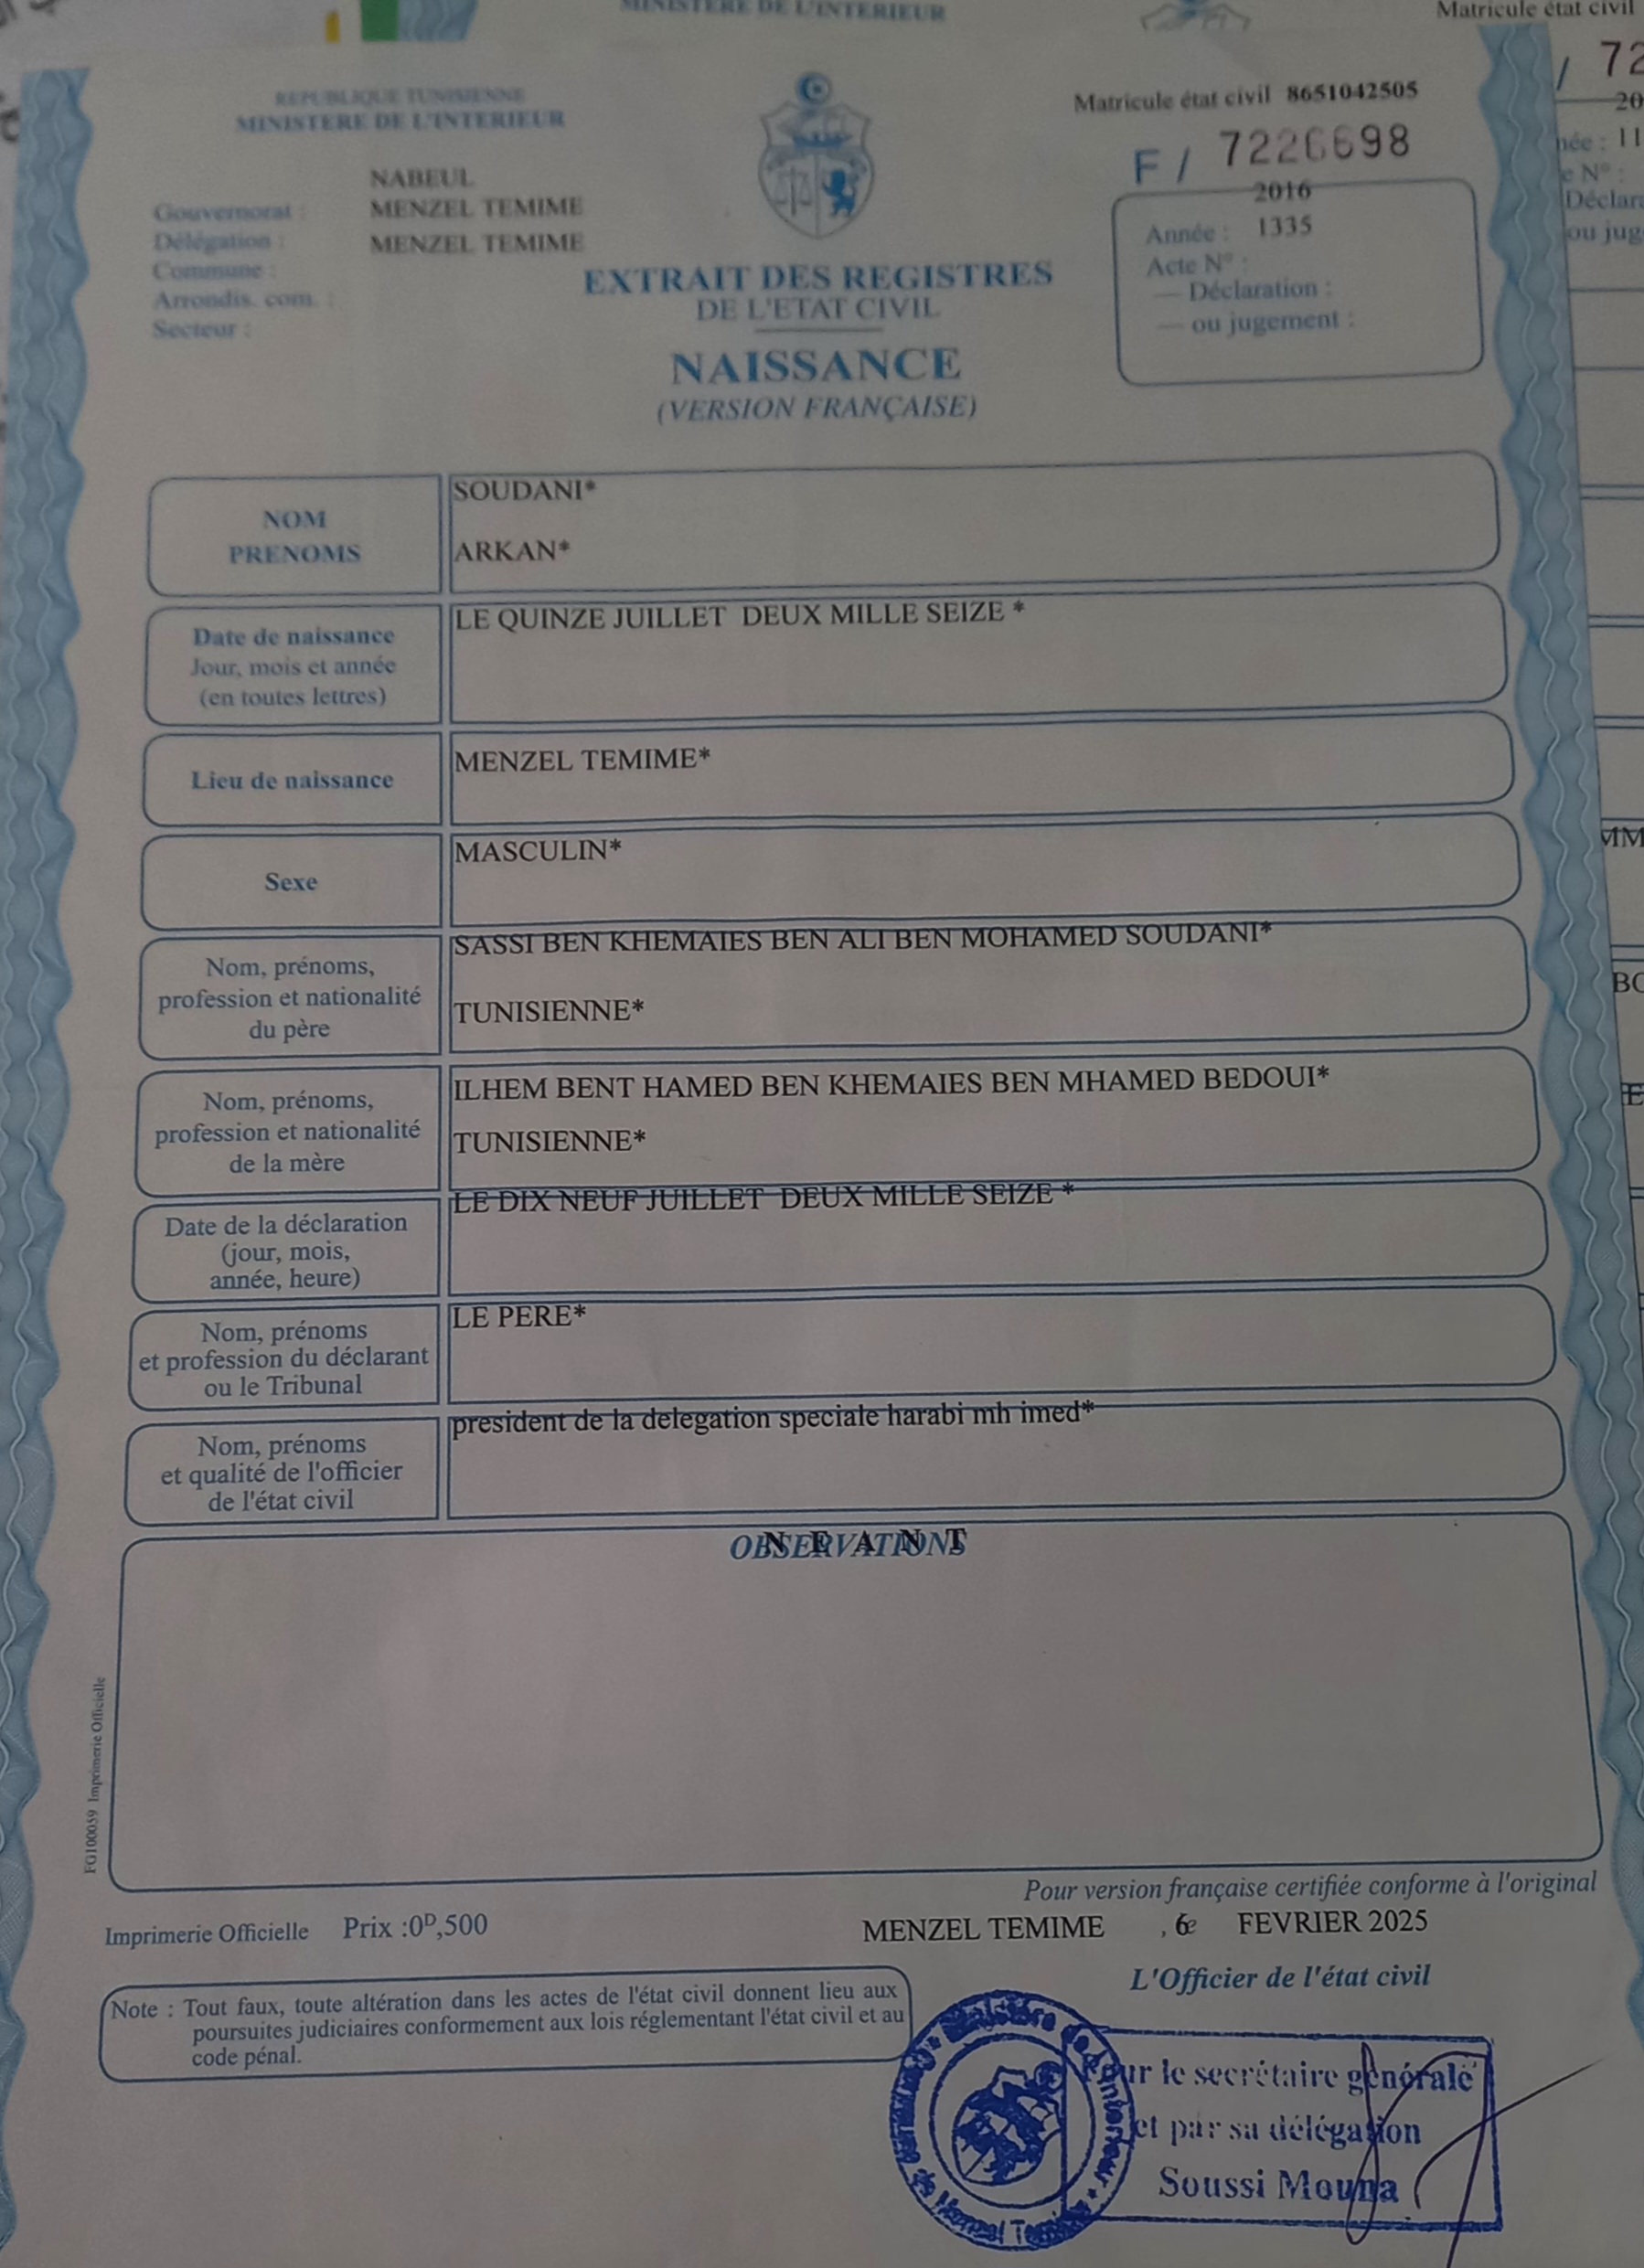 MINISTERE DE L'INTERIEUR
Matricule état civil
REPUBLIQUE TUNISIENNE
MINISTERE DE L'INTERIEUR
Matricule état civil 8651042505
F / 7226698
NABEUL
Gouvernorat : MENZEL TEMIME
Délégation : MENZEL TEMIME
Commune :
Arrondis. com. :
Secteur :
2016
Année : 1335
Acte N° :
— Déclaration :
— ou jugement :
EXTRAIT DES REGISTRES
DE L'ETAT CIVIL
NAISSANCE
(VERSION FRANÇAISE)
NOM
PRENOMS
SOUDANI*
ARKAN*
Date de naissance
Jour, mois et année
(en toutes lettres)
LE QUINZE JUILLET DEUX MILLE SEIZE *
Lieu de naissance
MENZEL TEMIME*
Sexe
MASCULIN*
Nom, prénoms,
profession et nationalité
du père
SASSI BEN KHEMAIES BEN ALI BEN MOHAMED SOUDANI*
TUNISIENNE*
Nom, prénoms,
profession et nationalité
de la mère
ILHEM BENT HAMED BEN KHEMAIES BEN MHAMED BEDOUI*
TUNISIENNE*
Date de la déclaration
(jour, mois,
année, heure)
LE DIX NEUF JUILLET DEUX MILLE SEIZE *
Nom, prénoms
et profession du déclarant
ou le Tribunal
LE PERE*
Nom, prénoms
et qualité de l'officier
de l'état civil
president de la delegation speciale harabi mh imed*
OBSERVATIONS
N E A N T
FG100059 Imprimerie Officielle
Pour version française certifiée conforme à l'original
Imprimerie Officielle Prix :0ᴰ,500
MENZEL TEMIME , 6 FEVRIER 2025
L'Officier de l'état civil
Note : Tout faux, toute altération dans les actes de l'état civil donnent lieu aux
poursuites judiciaires conformement aux lois réglementant l'état civil et au
code pénal.
Pour le secrétaire générale
et par sa délégation
Soussi Mouna